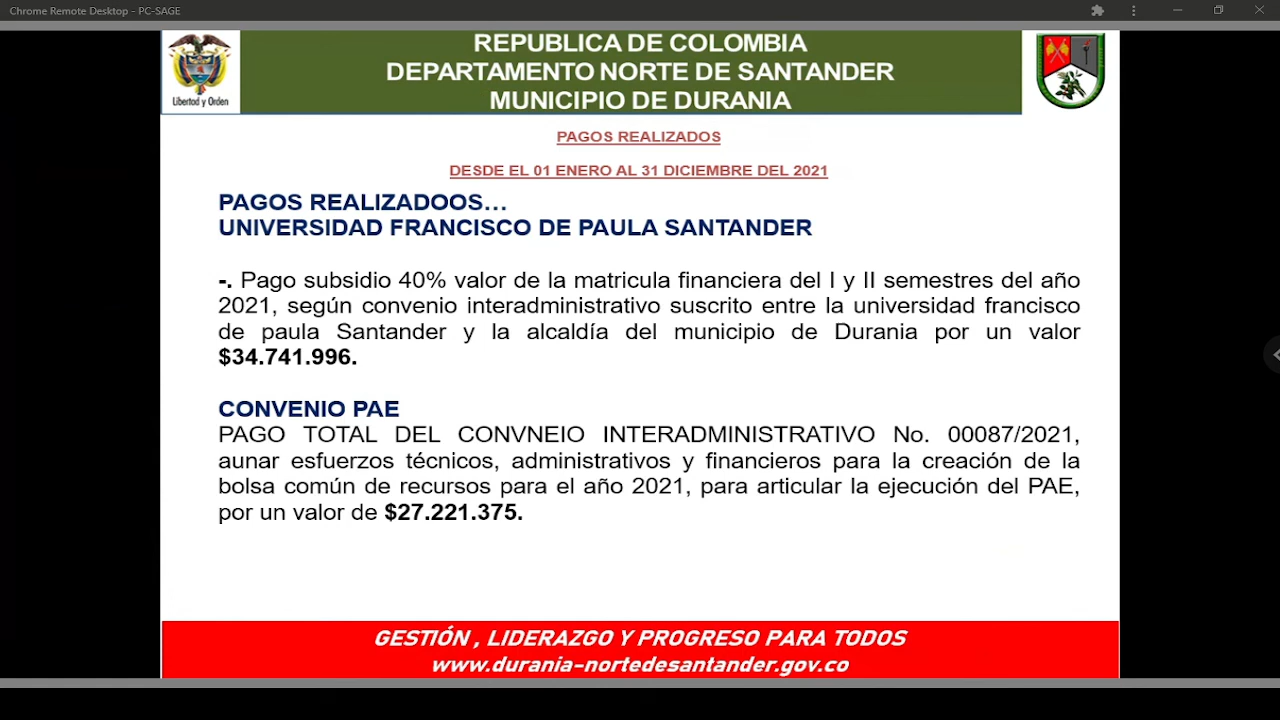 Chrome Remote Desktop - PC-SAGE
REPUBLICA DE COLOMBIA
DEPARTAMENTO NORTE DE SANTANDER
MUNICIPIO DE DURANIA
Libertad y Orden
PAGOS REALIZADOS
DESDE EL 01 ENERO AL 31 DICIEMBRE DEL 2021
PAGOS REALIZADOOS…
UNIVERSIDAD FRANCISCO DE PAULA SANTANDER
-. Pago subsidio 40% valor de la matricula financiera del I y II semestres del año
2021, según convenio interadministrativo suscrito entre la universidad francisco
de paula Santander y la alcaldía del municipio de Durania por un valor
$34.741.996.
CONVENIO PAE
PAGO TOTAL DEL CONVNEIO INTERADMINISTRATIVO No. 00087/2021,
aunar esfuerzos técnicos, administrativos y financieros para la creación de la
bolsa común de recursos para el año 2021, para articular la ejecución del PAE,
por un valor de $27.221.375.
GESTIÓN , LIDERAZGO Y PROGRESO PARA TODOS
www.durania-nortedesantander.gov.co